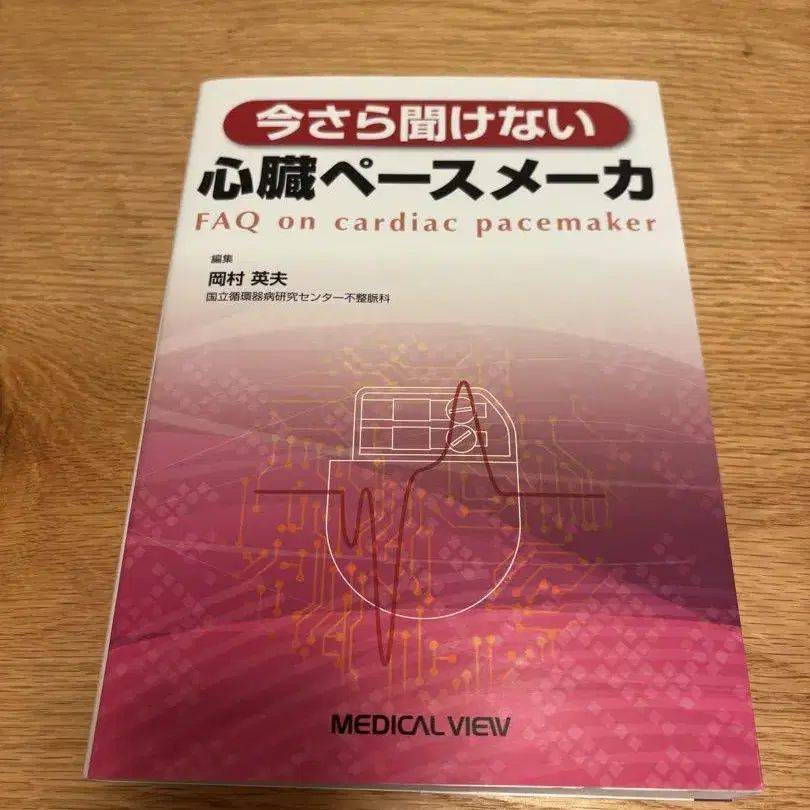 今さら聞けない
心臓ペースメーカ
FAQ on cardiac pacemaker
編集
岡村 英夫
国立循環器病研究センター不整脈科
MEDICAL VIEW